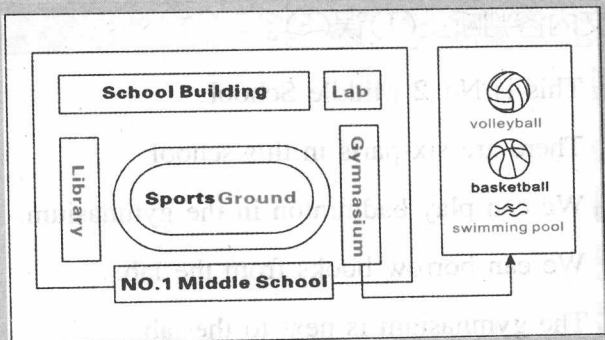 School Building
Lab
Library
Sports Ground
Gymnasium
NO.1 Middle School
volleyball
basketball
swimming pool